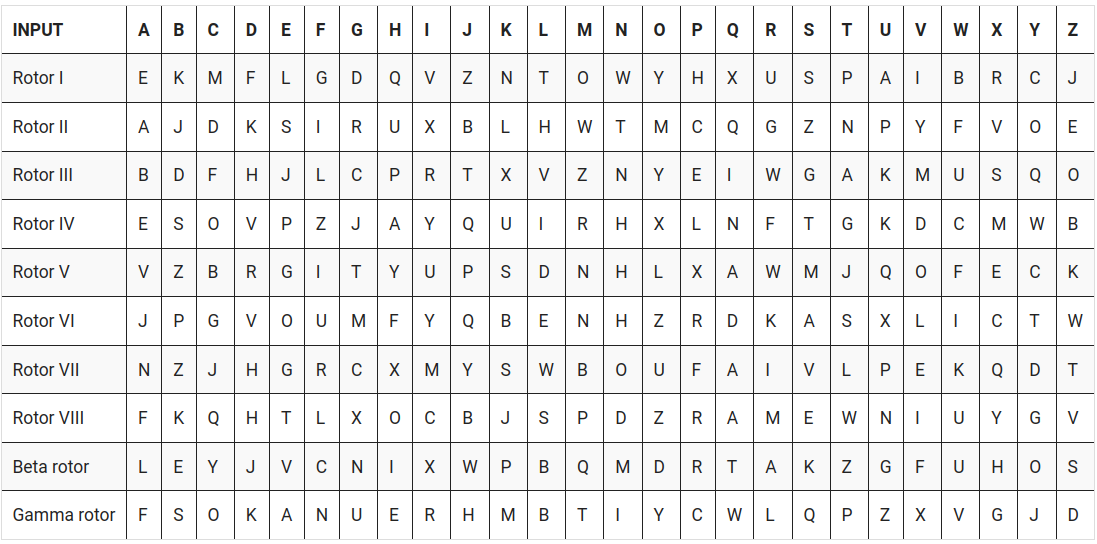 INPUT A B C D E F G H I J K L M N O P Q R S T U V W X Y Z
Rotor I E K M F L G D Q V Z N T O W Y H X U S P A I B R C J
Rotor II A J D K S I R U X B L H W T M C Q G Z N P Y F V O E
Rotor III B D F H J L C P R T X V Z N Y E I W G A K M U S Q O
Rotor IV E S O V P Z J A Y Q U I R H X L N F T G K D C M W B
Rotor V V Z B R G I T Y U P S D N H L X A W M J Q O F E C K
Rotor VI J P G V O U M F Y Q B E N H Z R D K A S X L I C T W
Rotor VII N Z J H G R C X M Y S W B O U F A I V L P E K Q D T
Rotor VIII F K Q H T L X O C B J S P D Z R A M E W N I U Y G V
Beta rotor L E Y J V C N I X W P B Q M D R T A K Z G F U H O S
Gamma rotor F S O K A N U E R H M B T I Y C W L Q P Z X V G J D